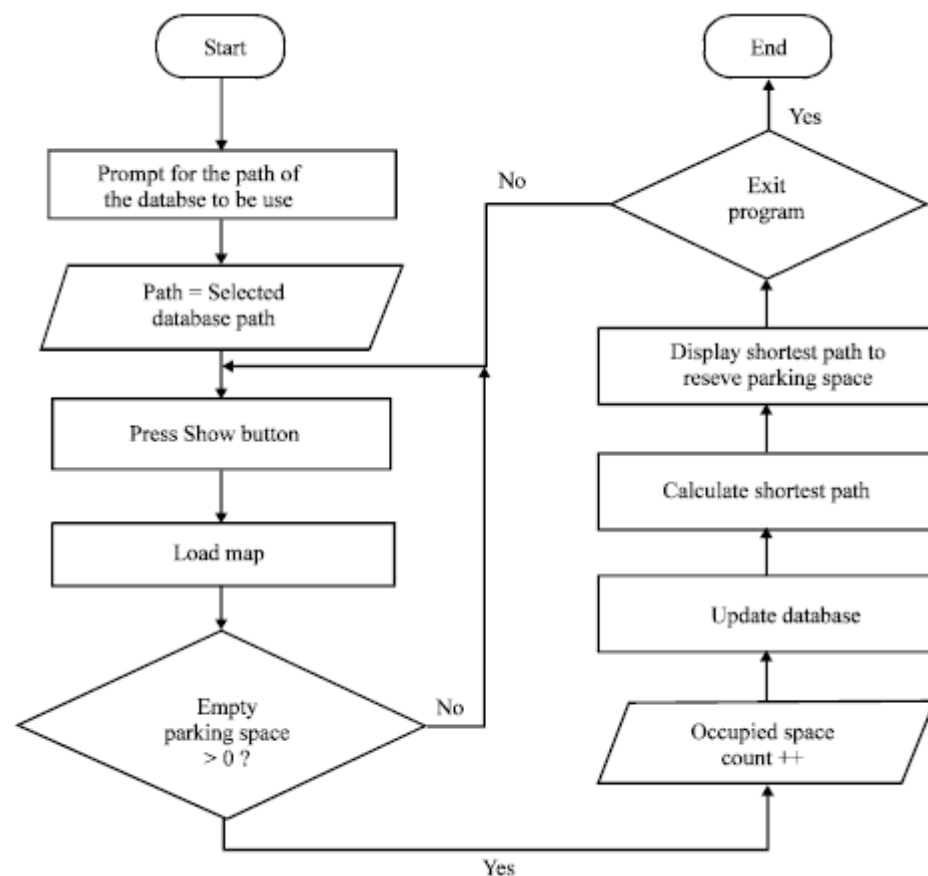 Start
Prompt for the path of
the databse to be use
Path = Selected
database path
Press Show button
Load map
Empty
parking space
> 0 ?
No
Yes
Occupied space
count ++
Update database
Calculate shortest path
Display shortest path to
reseve parking space
Exit
program
No
Yes
End